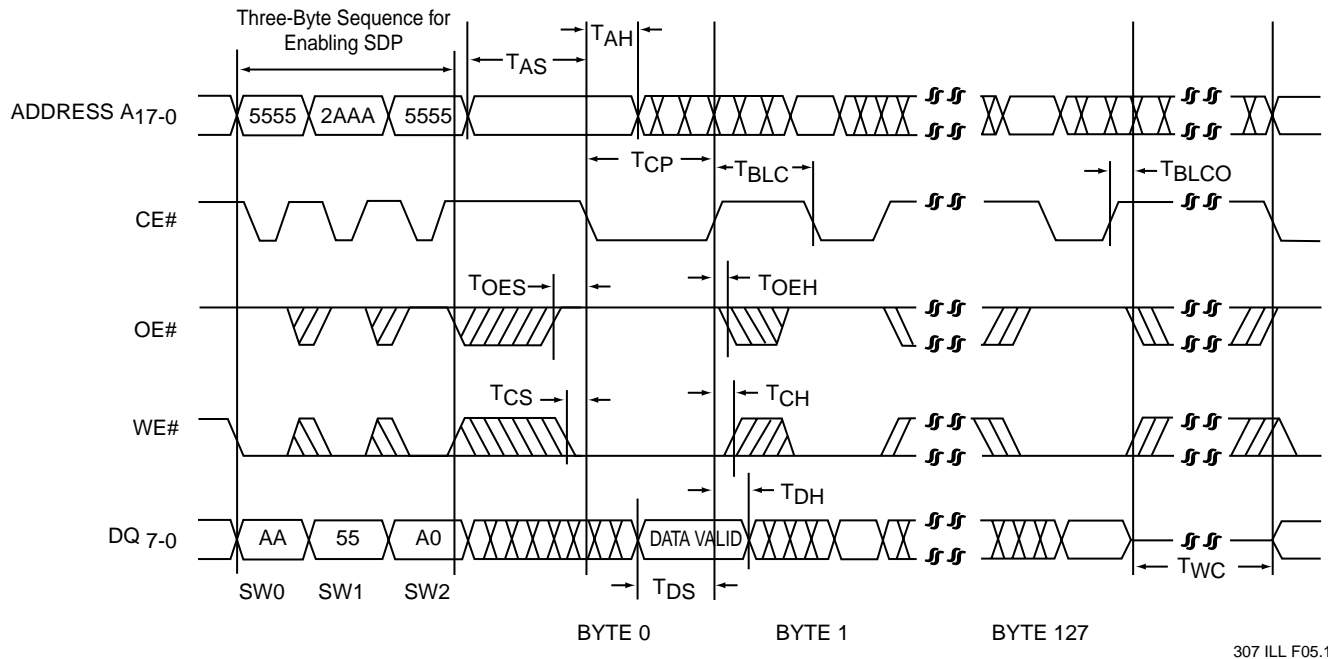 Three-Byte Sequence for
Enabling SDP
TAS
TAH
ADDRESS A17-0
5555
2AAA
5555
TCP
TBLC
TBLCO
CE#
TOES
TOEH
OE#
TCS
TCH
WE#
TDH
DQ 7-0
AA
55
A0
DATA VALID
SW0
SW1
SW2
TDS
TWC
BYTE 0
BYTE 1
BYTE 127
307 ILL F05.1